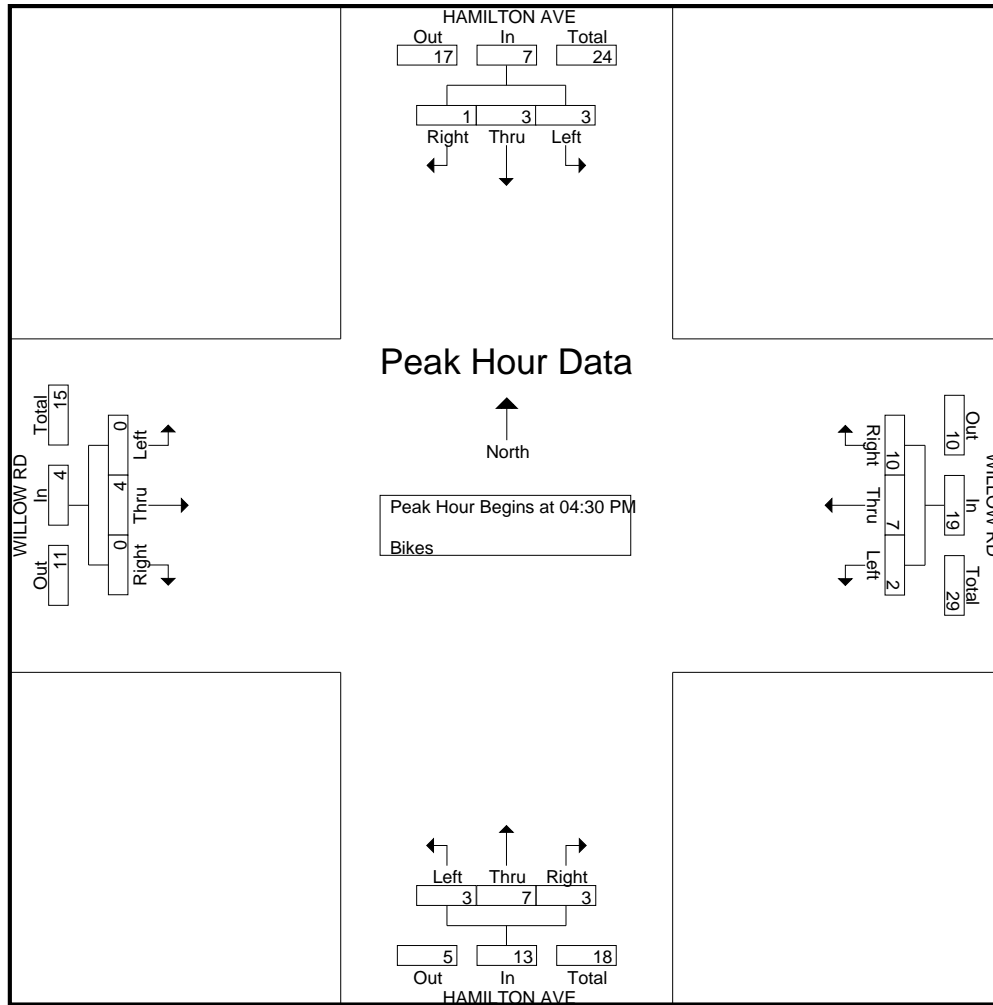 HAMILTON AVE
Out In Total
17 7 24
1 3 3
Right Thru Left
Peak Hour Data
North
Peak Hour Begins at 04:30 PM
Bikes
WILLOW RD
Total In Out
15 4 11
0 4 0
Left Thru Right
Right Thru Left
10 7 2
Out In Total
10 19 29
WILLOW RD
Left Thru Right
3 7 3
5 13 18
Out In Total
HAMILTON AVE